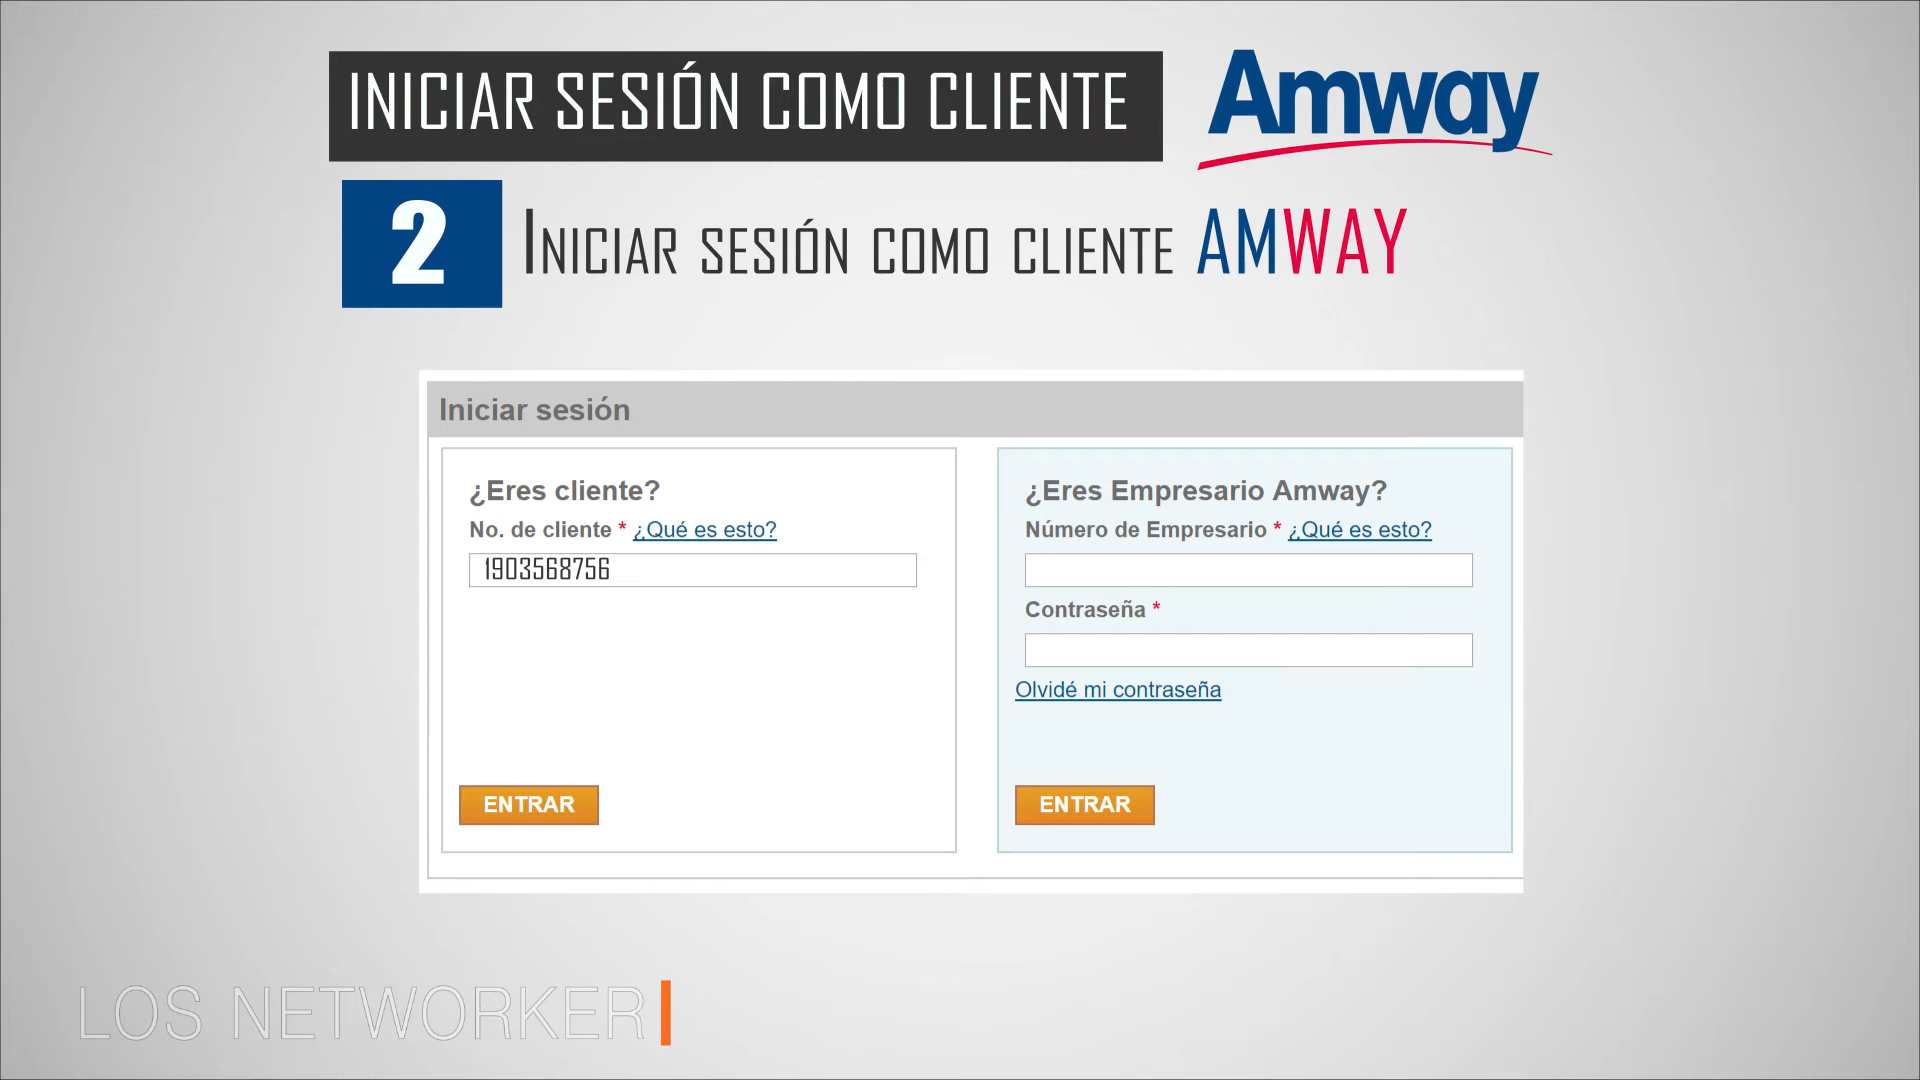 INICIAR SESIÓN COMO CLIENTE
Amway
2
INICIAR SESIÓN COMO CLIENTE AMWAY
Iniciar sesión
¿Eres cliente?
No. de cliente * ¿Qué es esto?
1903568756
ENTRAR
¿Eres Empresario Amway?
Número de Empresario * ¿Qué es esto?
Contraseña *
Olvidé mi contraseña
ENTRAR
LOS NETWORKER